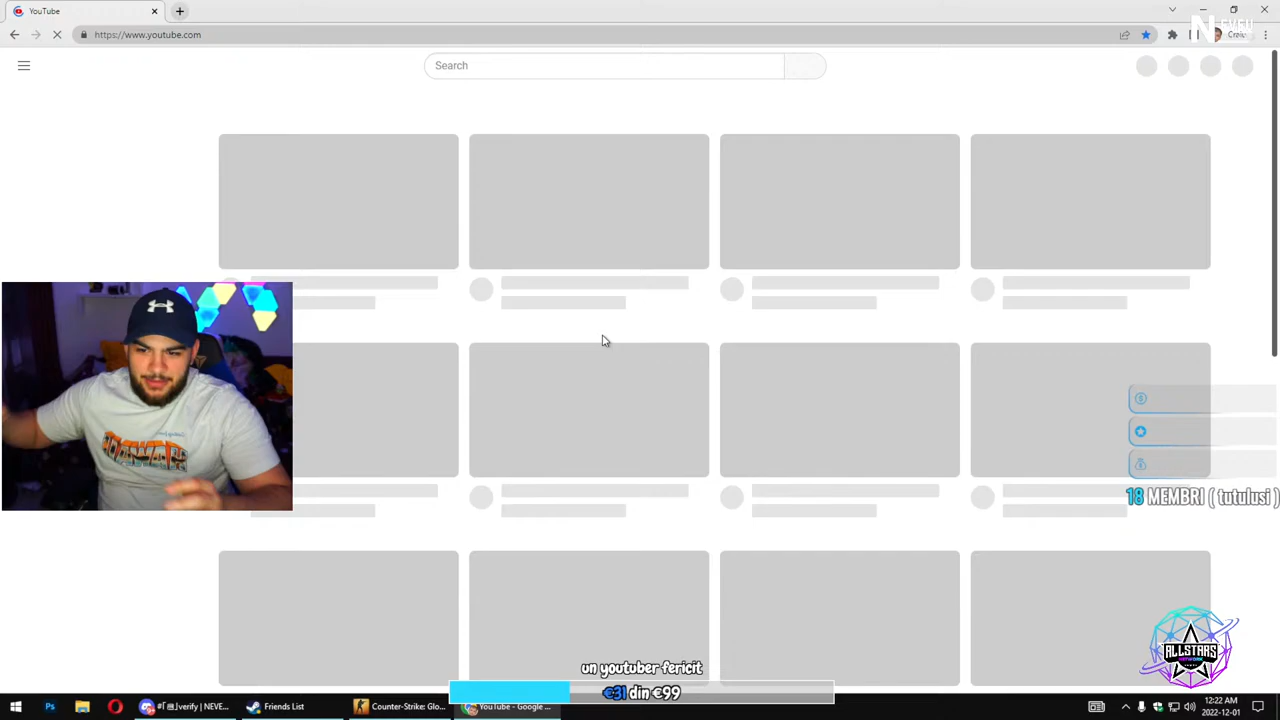 YouTube
https://www.youtube.com
Search
18 MEMBRI ( tutulusi )
ALLSTARS
NETWORK
un youtuber fericit
€31 din €99
Friends List
Counter-Strike: Glo...
YouTube - Google ...
12:22 AM
2022-12-01